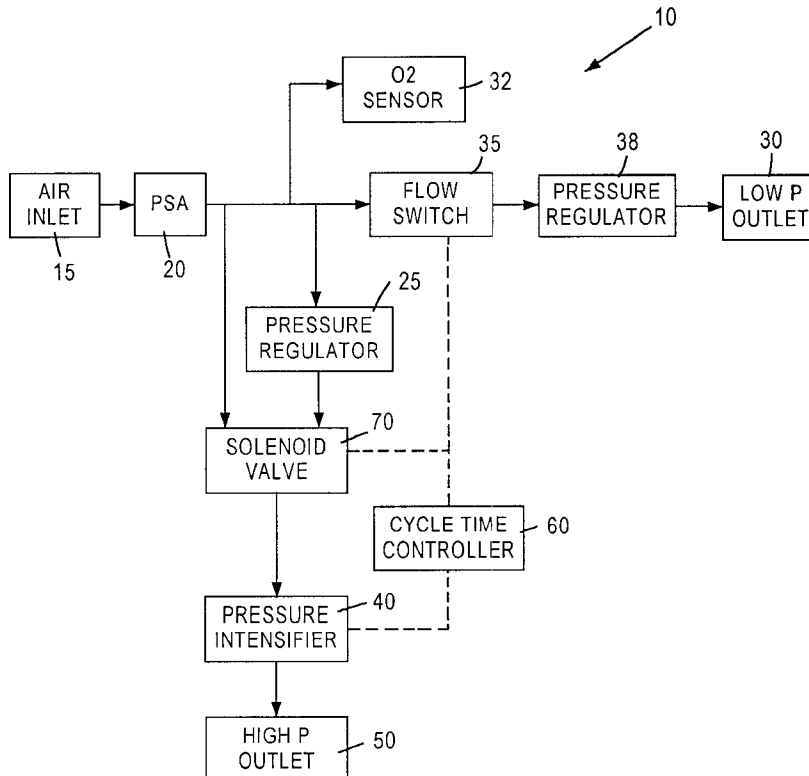 10
O2
SENSOR
32
35
38
30
AIR
INLET
PSA
FLOW
SWITCH
PRESSURE
REGULATOR
LOW P
OUTLET
15
20
25
PRESSURE
REGULATOR
70
SOLENOID
VALVE
CYCLE TIME
CONTROLLER
60
40
PRESSURE
INTENSIFIER
HIGH P
OUTLET
50